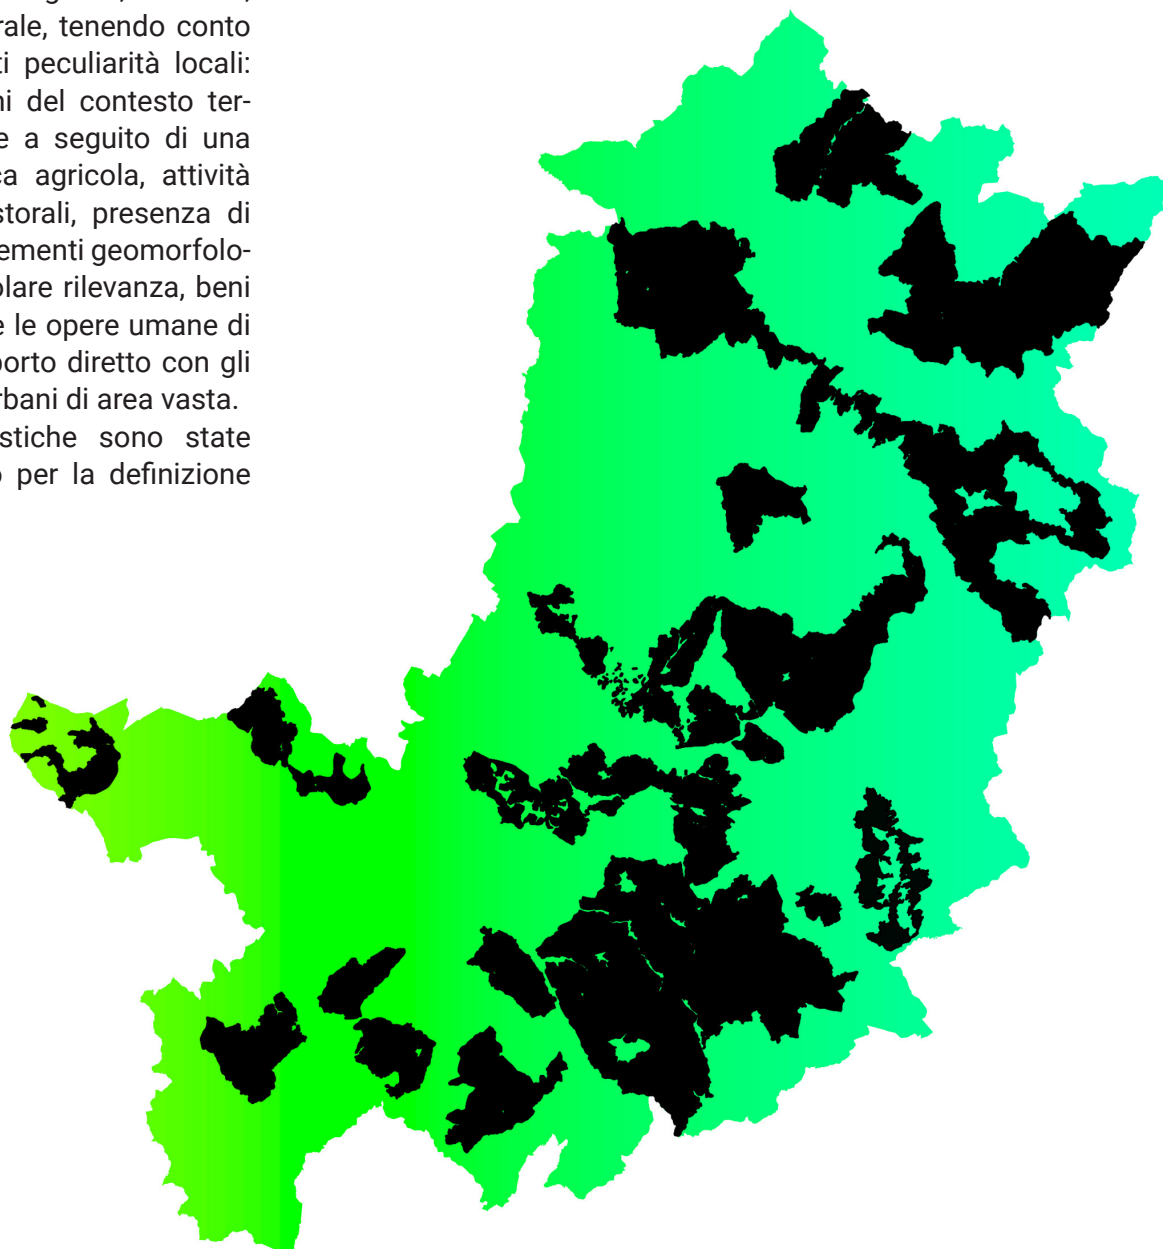 rale, tenendo conto
ti peculiarità locali:
ni del contesto ter-
e a seguito di una
ca agricola, attività
storali, presenza di
ementi geomorfolo-
olare rilevanza, beni
e le opere umane di
porto diretto con gli
rbani di area vasta.
stiche sono state
o per la definizione